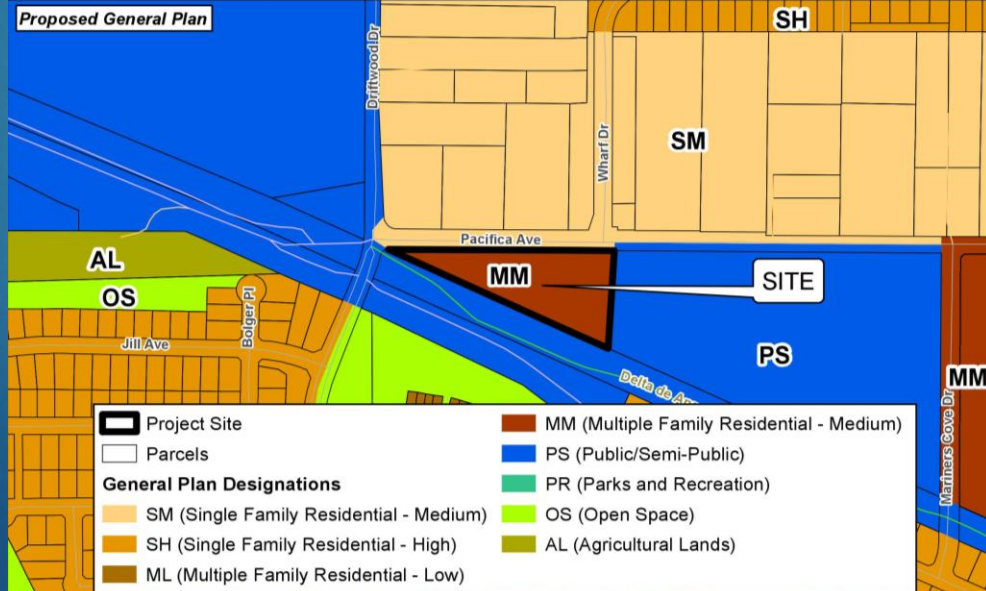 Proposed General Plan
SH
Driftwood Dr
Wharf Dr
SM
Pacifica Ave
AL
MM
SITE
OS
Bolger Pl
Jill Ave
PS
Delta de
MM
Mariners Cove Dr
Project Site
Parcels
General Plan Designations
SM (Single Family Residential - Medium)
SH (Single Family Residential - High)
ML (Multiple Family Residential - Low)
MM (Multiple Family Residential - Medium)
PS (Public/Semi-Public)
PR (Parks and Recreation)
OS (Open Space)
AL (Agricultural Lands)